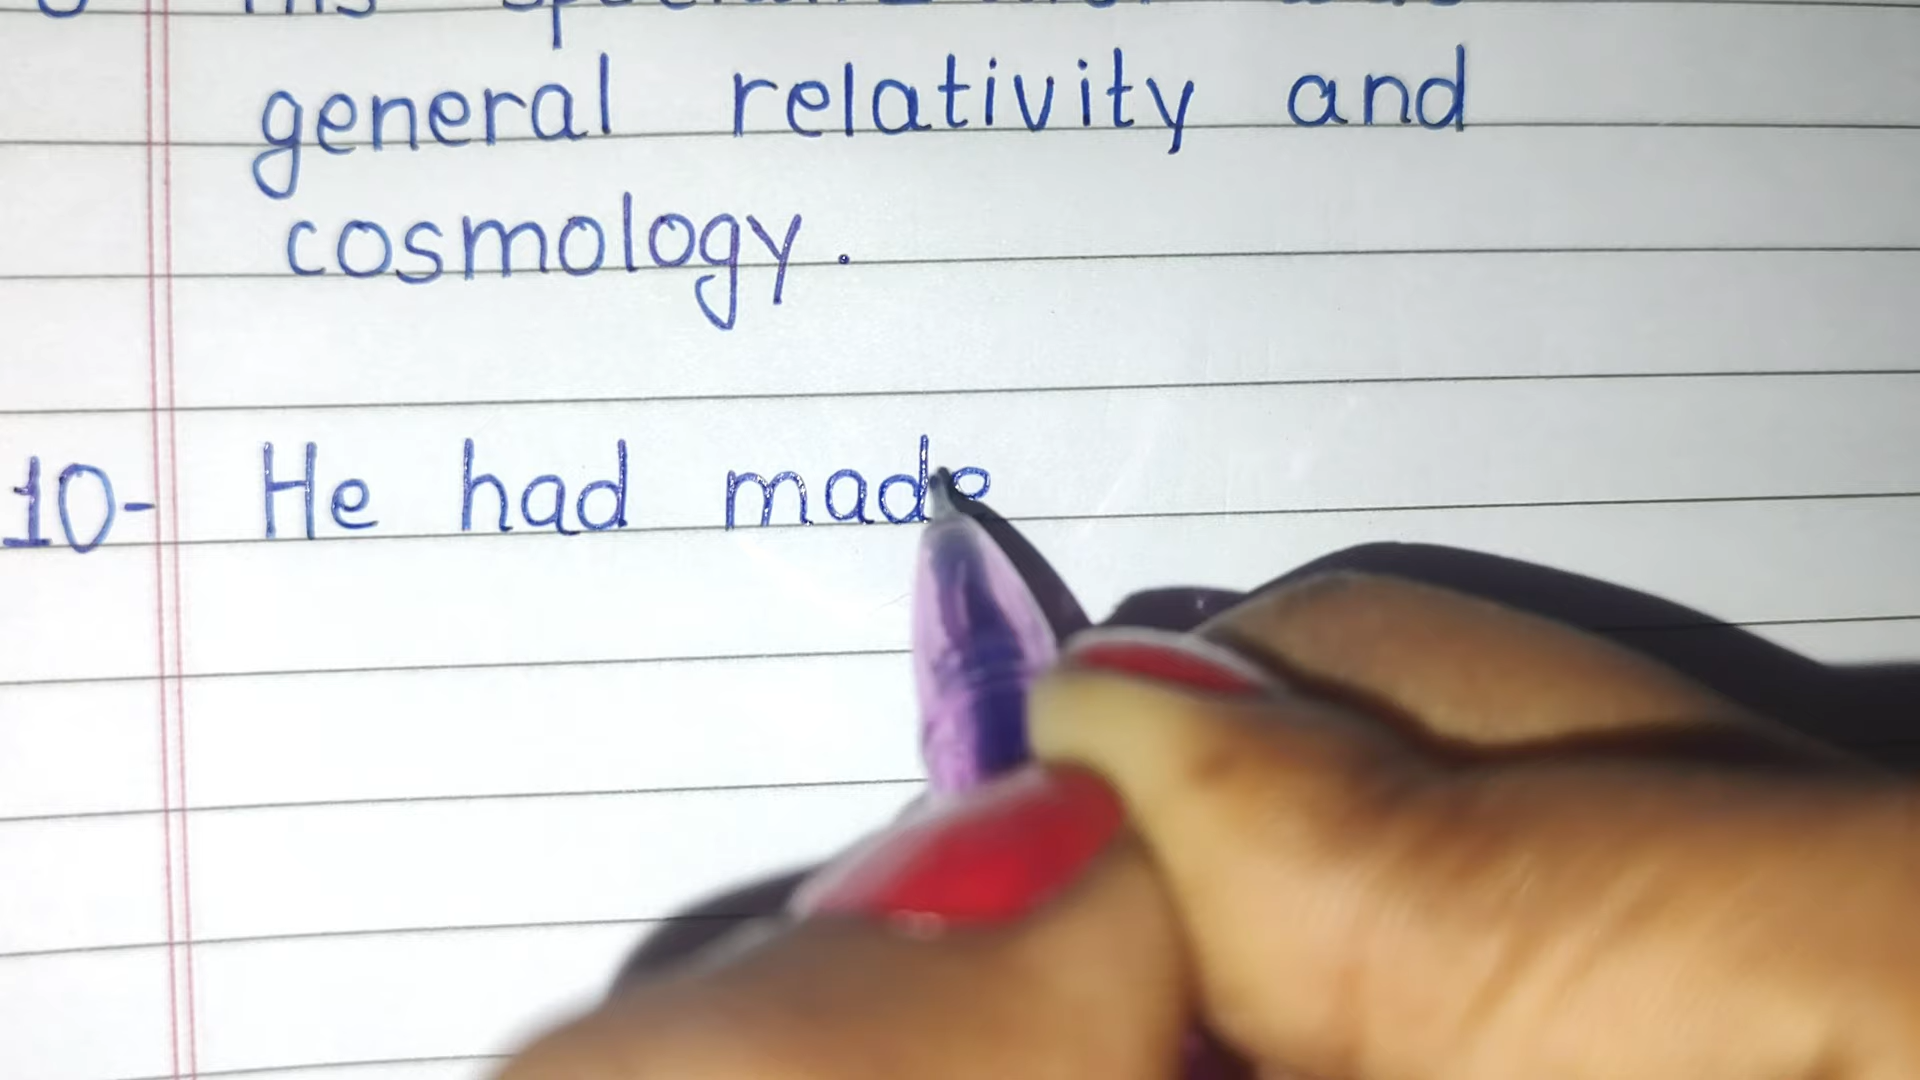 general relativity and
cosmology.
10- He had made